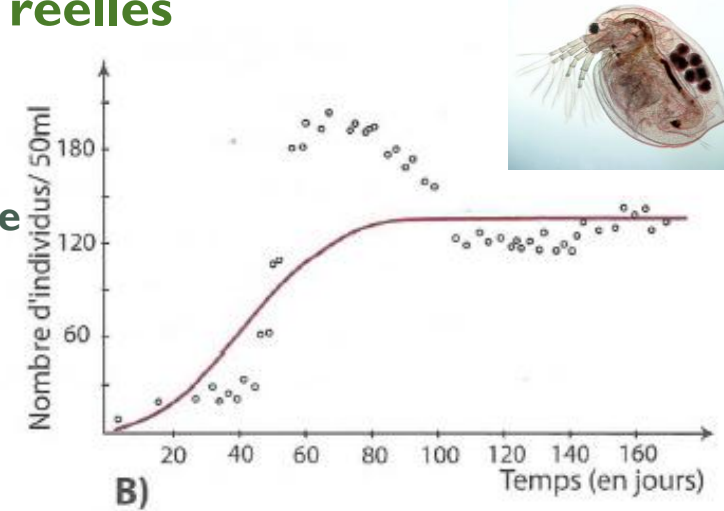 réelles
e
Nombre d'individus/ 50ml
180
120
60
20 40 60 80 100 120 140 160
Temps (en jours)
B)